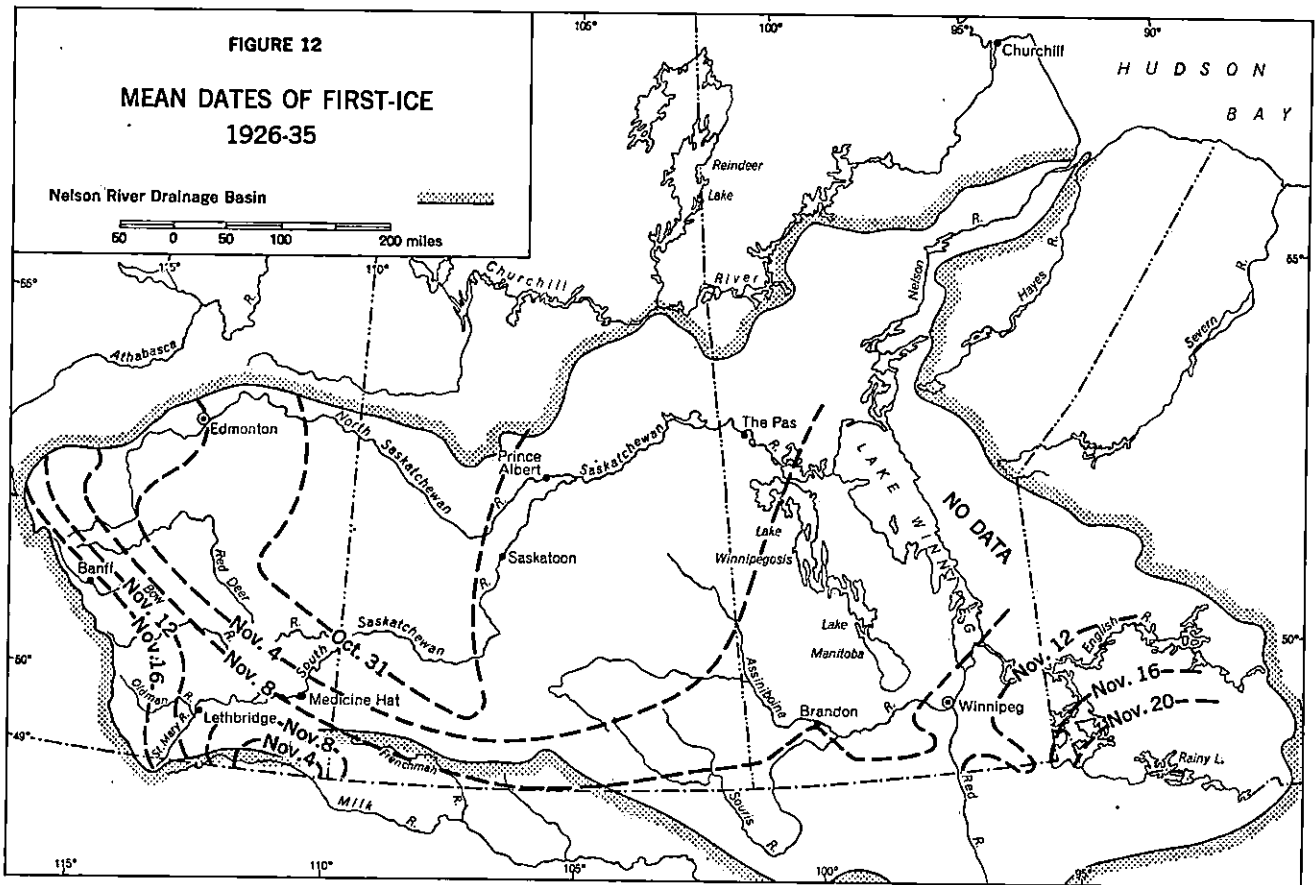 FIGURE 12
MEAN DATES OF FIRST-ICE
1926-35
Nelson River Drainage Basin
50 0 50 100 200 miles
105°
100°
95°
90°
Churchill
HUDSON
BAY
Reindeer
Lake
115°
110°
55°
55°
Churchill
River
R.
Nelson
R.
Hayes
R.
Severn
R.
Athabasca
R.
Edmonton
North
Saskatchewan
R.
Prince
Albert
Saskatchewan
The Pas
R.
LAKE WINNIPEG
NO DATA
Lake
Winnipegosis
Saskatoon
R.
Banff
Bow
R.
Red Deer
R.
South
Saskatchewan
Nov. 12
Nov. 16
Nov. 4
Nov. 8
Oct. 31
Lake
Manitoba
Nov. 12
English
R.
50°
50°
Nov. 16
Nov. 20
Oldman
R.
St. Mary R.
Lethbridge
Medicine Hat
Assiniboine
R.
Brandon
Winnipeg
49°
Nov. 8
Nov. 4
Frenchman
R.
Souris
R.
Red
R.
Rainy L.
Milk
R.
115°
110°
100°
95°